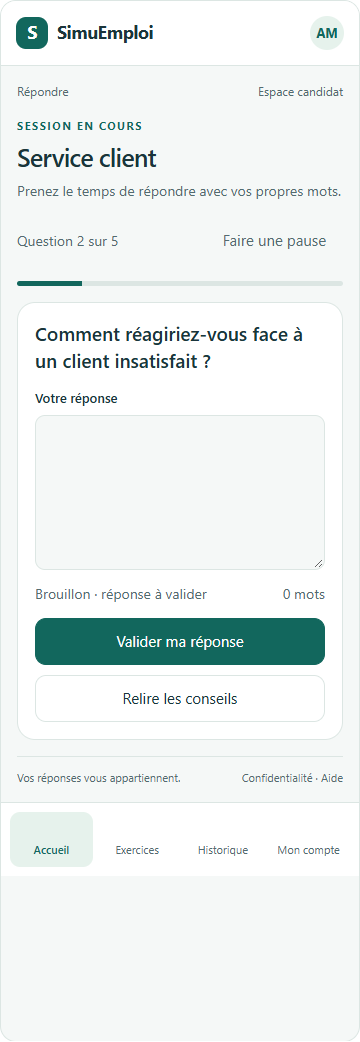 S SimuEmploi AM
Répondre Espace candidat
SESSION EN COURS
Service client
Prenez le temps de répondre avec vos propres mots.
Question 2 sur 5 Faire une pause
Comment réagiriez-vous face à
un client insatisfait ?
Votre réponse
Brouillon · réponse à valider 0 mots
Valider ma réponse
Relire les conseils
Vos réponses vous appartiennent. Confidentialité · Aide
Accueil Exercices Historique Mon compte